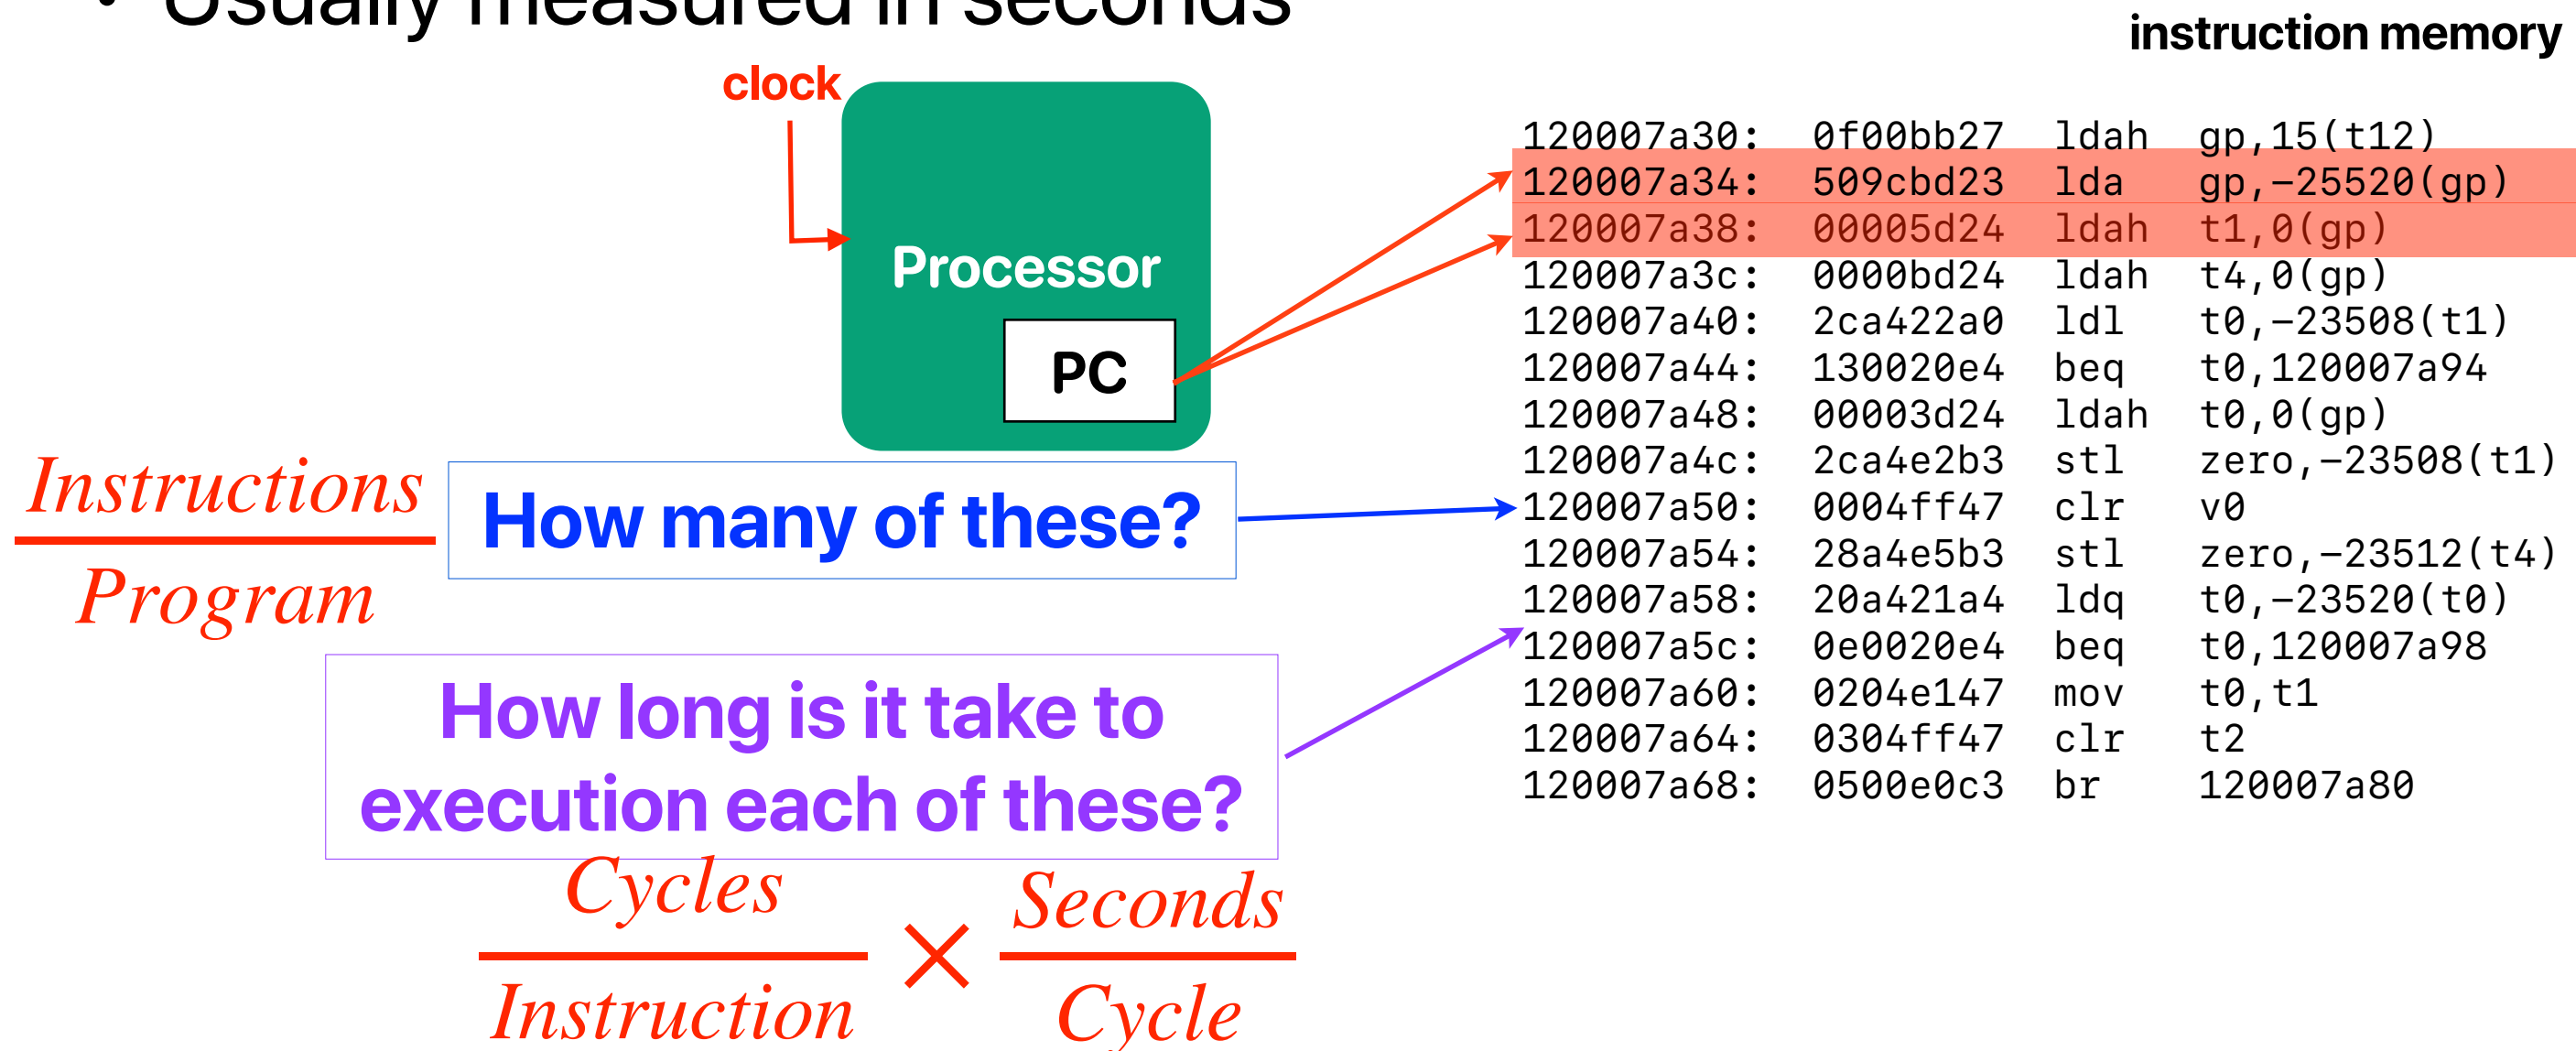 • Usually measured in seconds
instruction memory
clock
Processor
PC
120007a30: 0f00bb27 ldah gp,15(t12)
120007a34: 509cbd23 lda gp,-25520(gp)
120007a38: 00005d24 ldah t1,0(gp)
120007a3c: 0000bd24 ldah t4,0(gp)
120007a40: 2ca422a0 ldl t0,-23508(t1)
120007a44: 130020e4 beq t0,120007a94
120007a48: 00003d24 ldah t0,0(gp)
120007a4c: 2ca4e2b3 stl zero,-23508(t1)
120007a50: 0004ff47 clr v0
120007a54: 28a4e5b3 stl zero,-23512(t4)
120007a58: 20a421a4 ldq t0,-23520(t0)
120007a5c: 0e0020e4 beq t0,120007a98
120007a60: 0204e147 mov t0,t1
120007a64: 0304ff47 clr t2
120007a68: 0500e0c3 br 120007a80
Instructions
Program
How many of these?
How long is it take to
execution each of these?
Cycles
Instruction
×
Seconds
Cycle